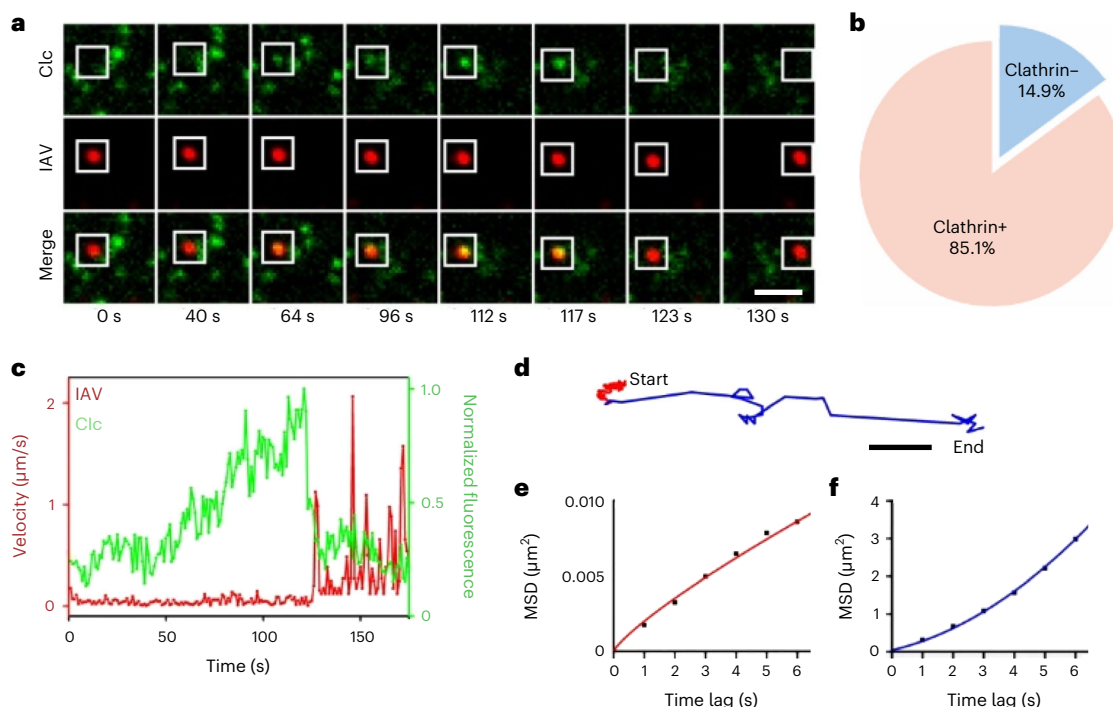 a
Clc
IAV
Merge
0 s 40 s 64 s 96 s 112 s 117 s 123 s 130 s
b
Clathrin–
14.9%
Clathrin+
85.1%
c
IAV
Clc
Velocity (µm/s)
2
1
0
1.0
0.5
0
Normalized fluorescence
0 50 100 150
Time (s)
d
Start
End
e
MSD (µm²)
0.010
0.005
0
0 1 2 3 4 5 6
Time lag (s)
f
MSD (µm²)
4
3
2
1
0
0 1 2 3 4 5 6
Time lag (s)